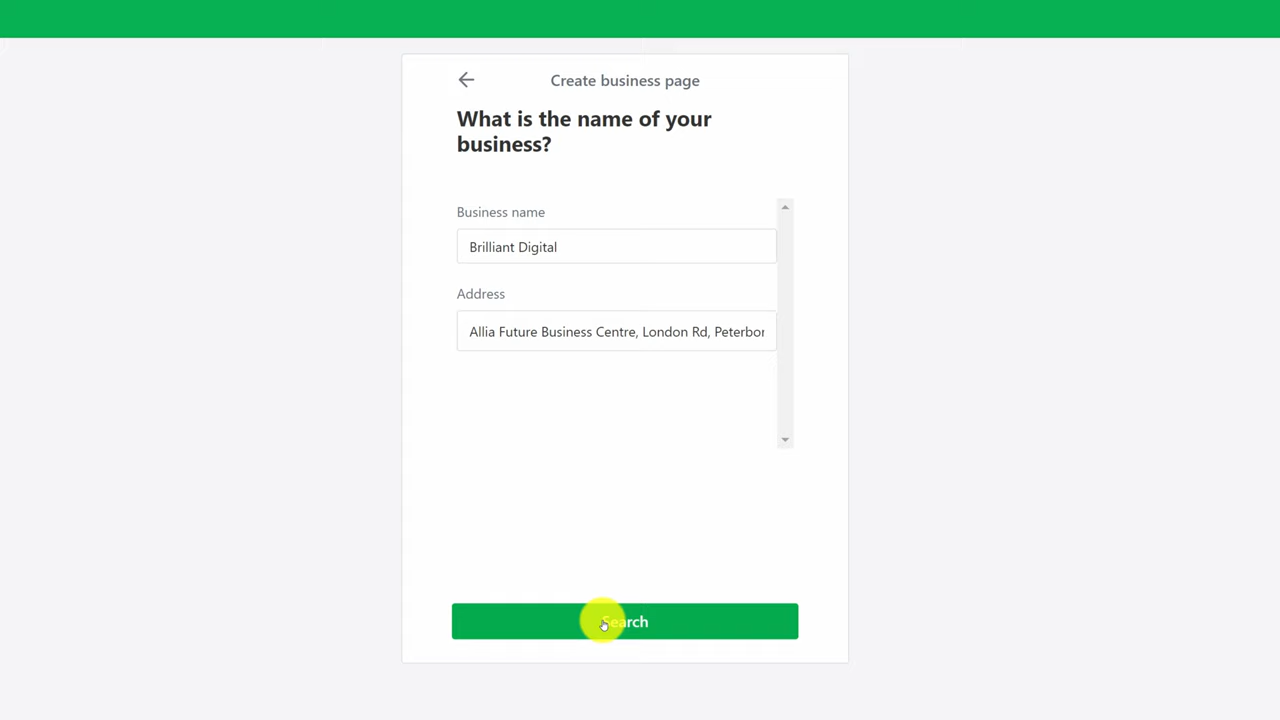 Create business page
What is the name of your
business?
Business name
Brilliant Digital
Address
Allia Future Business Centre, London Rd, Peterbor
Search